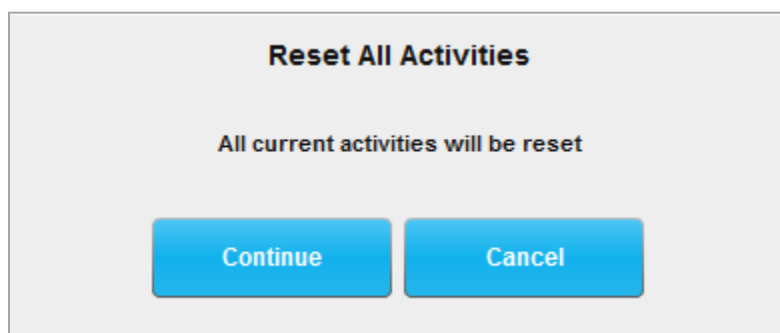 Reset All Activities
All current activities will be reset
Continue Cancel